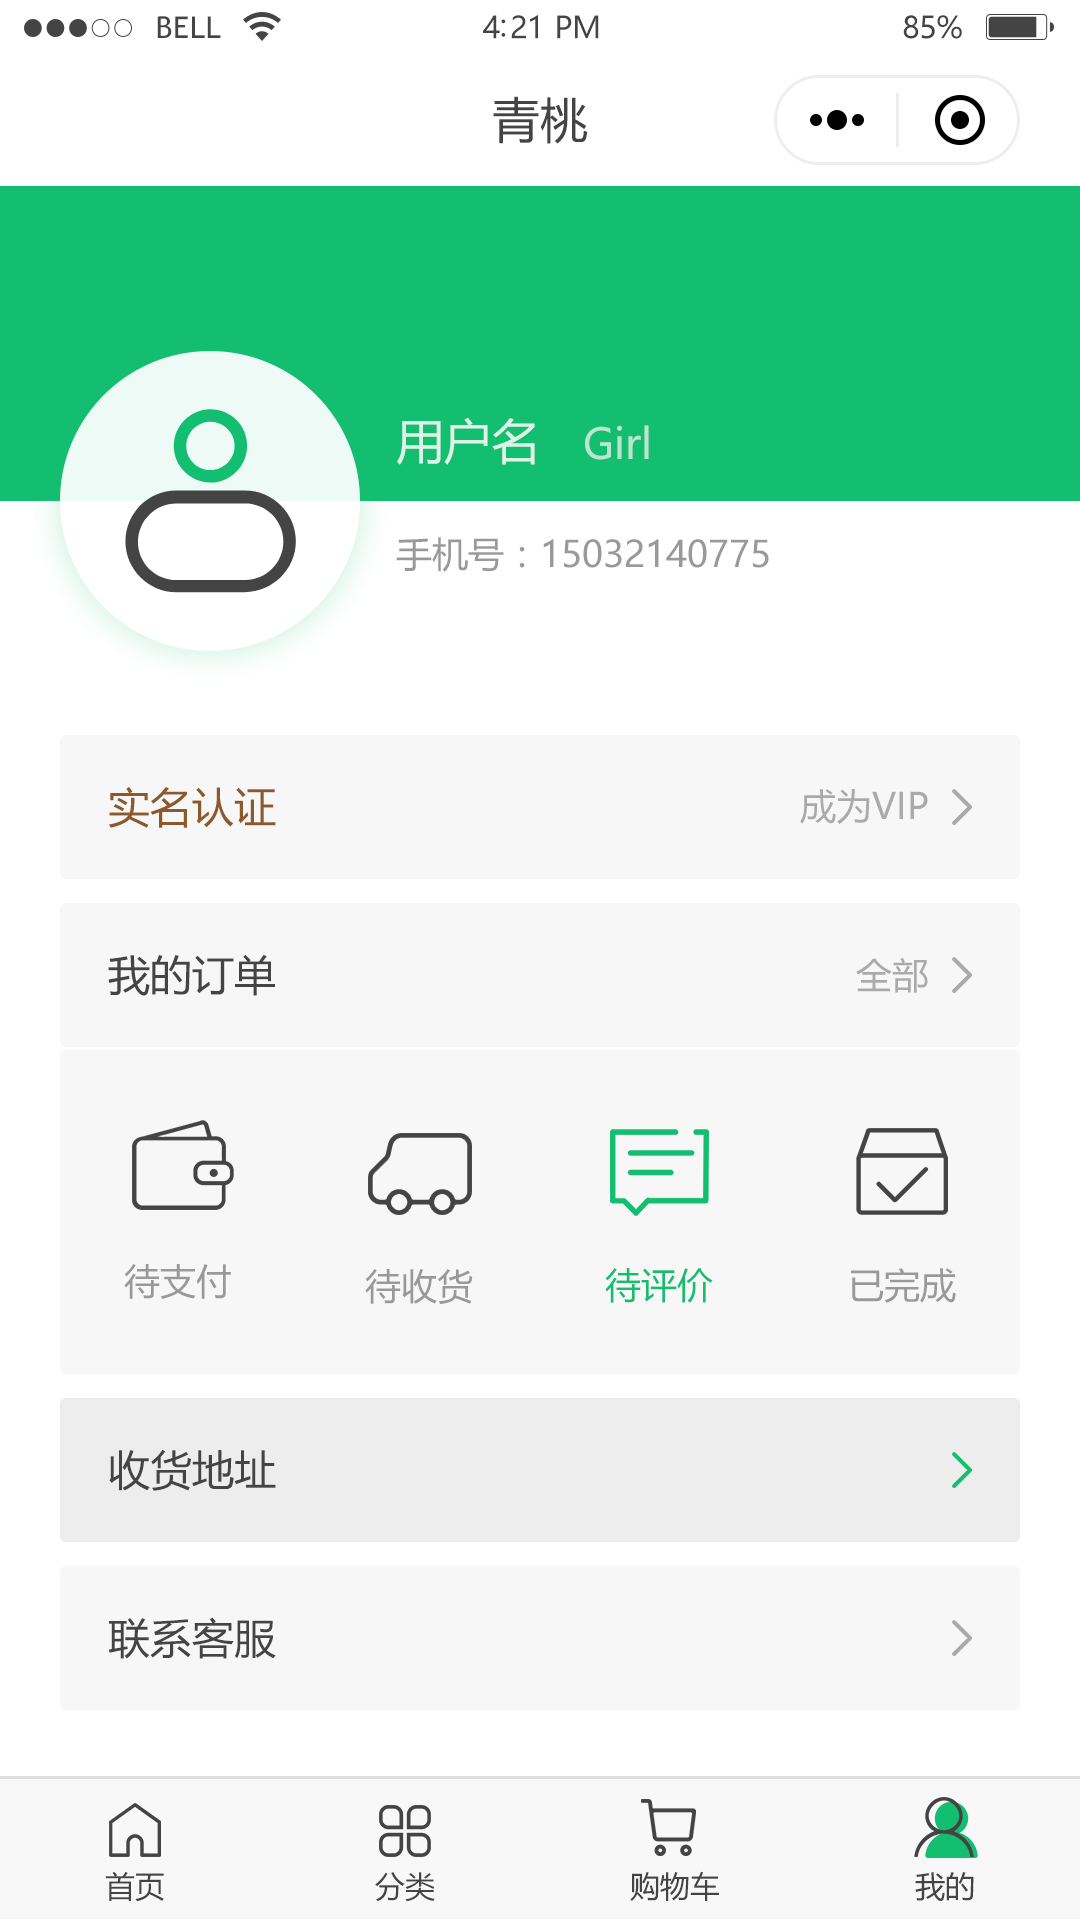 BELL 4:21 PM 85%
青桃
用户名 Girl
手机号：15032140775
实名认证 成为VIP
我的订单 全部
待支付 待收货 待评价 已完成
收货地址
联系客服
首页 分类 购物车 我的